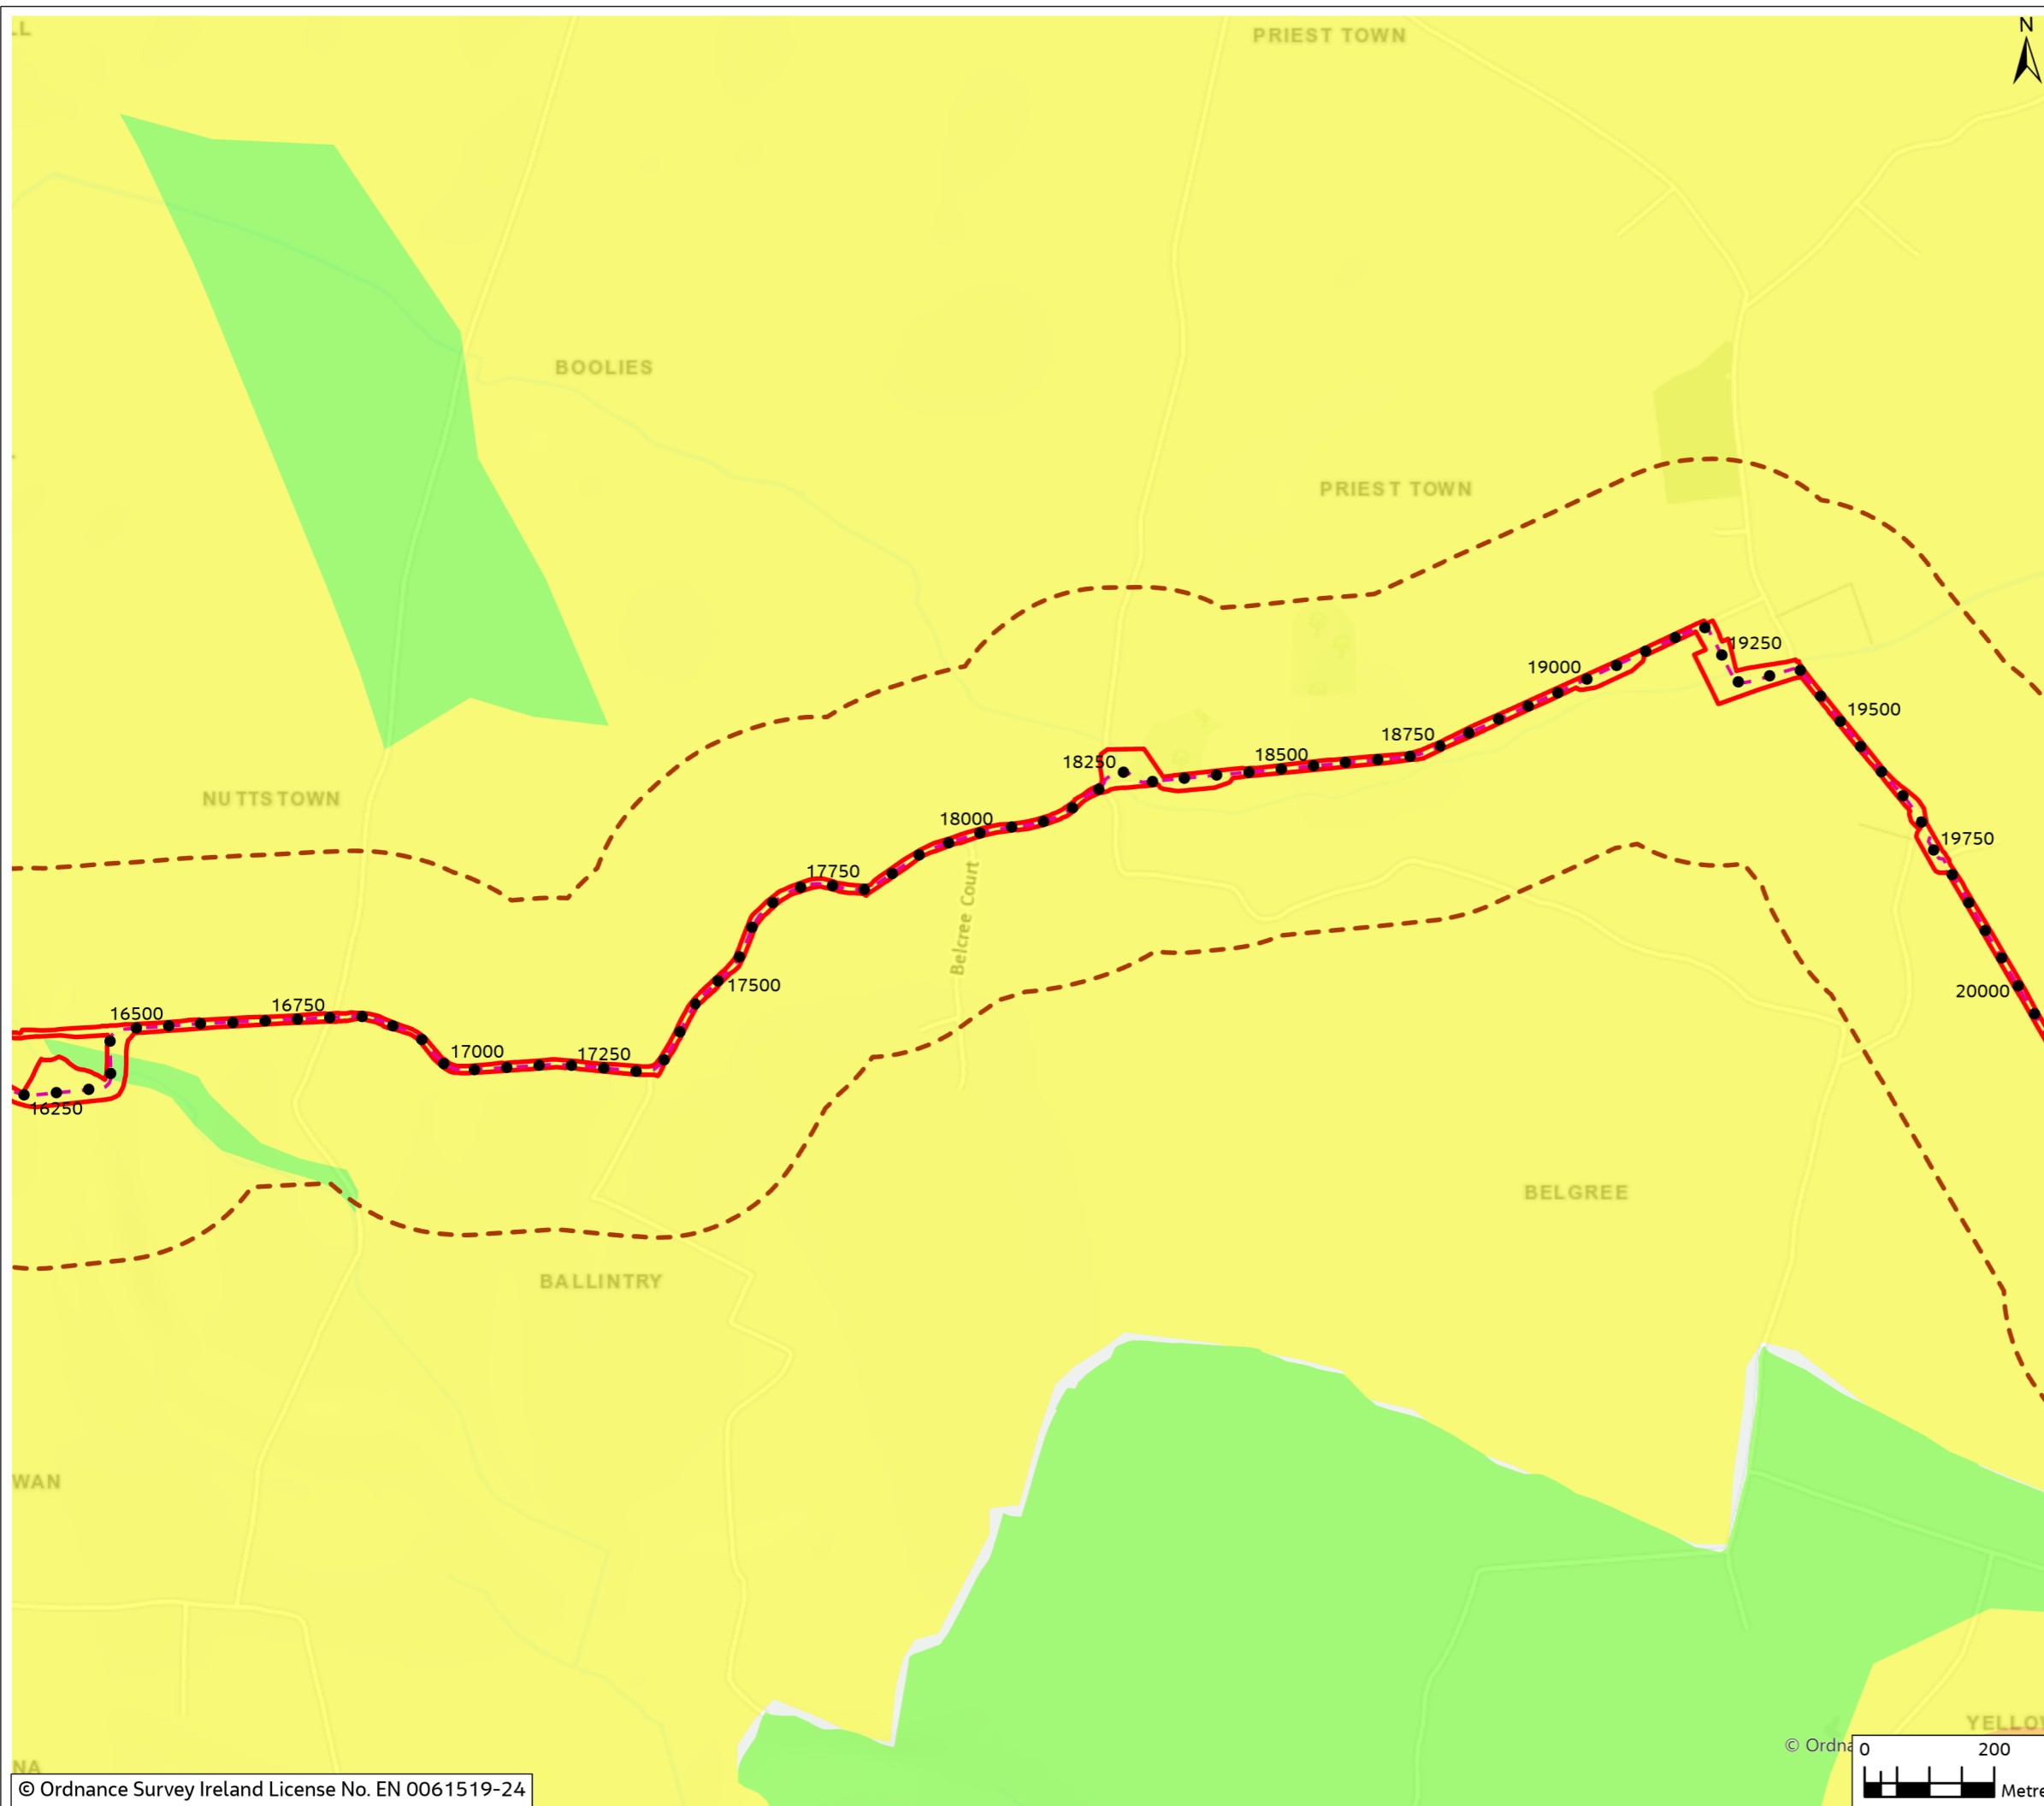 N
PRIEST TOWN
BOOLIES
PRIEST TOWN
19250
19000
19500
18750
18500
18250
NUTTSTOWN
18000
19750
17750
Belcree Court
17500
20000
16750
16500
17000
17250
16250
BELGREE
BALLINTRY
WAN
YELLOW
© Ordna
0 200
Metre
NA
© Ordnance Survey Ireland License No. EN 0061519-24